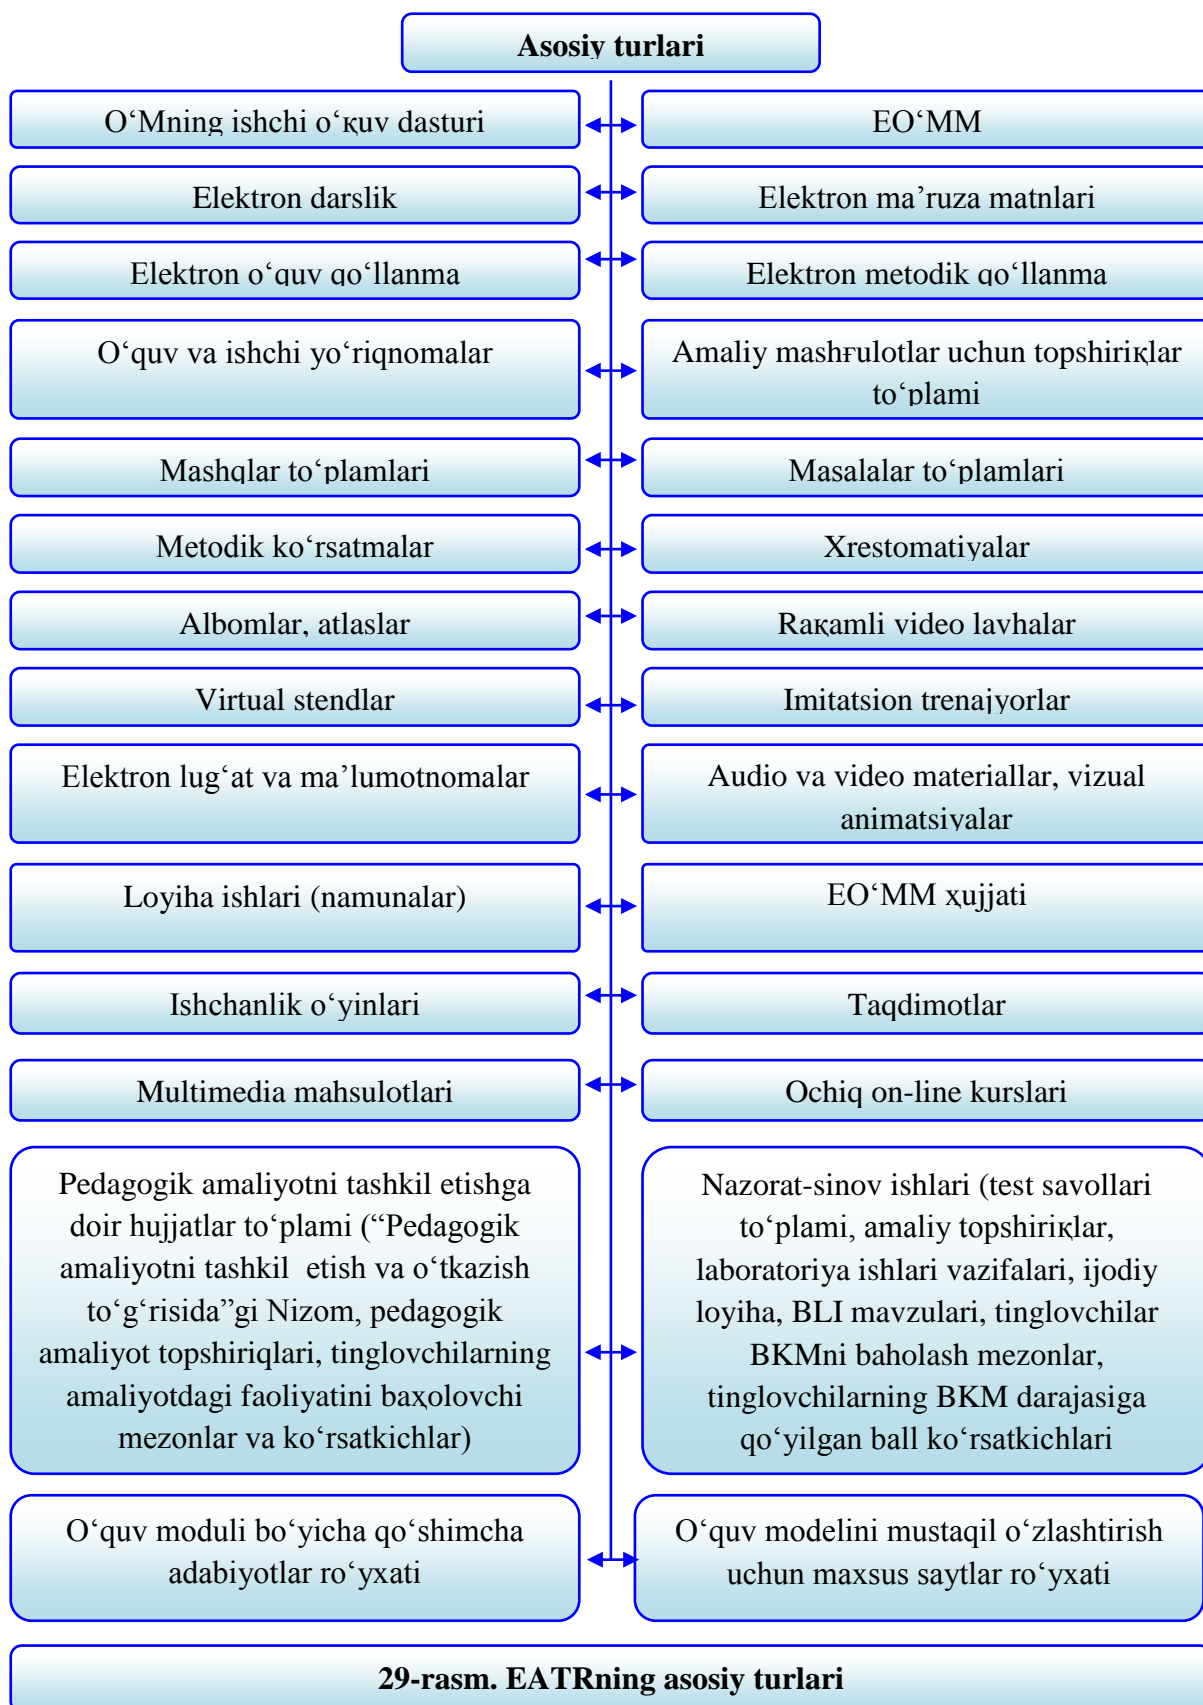 Asosiy turlari
O‘Mning ishchi o‘қuv dasturi
EO‘MM
Elektron darslik
Elektron ma’ruza matnlari
Elektron o‘quv qo‘llanma
Elektron metodik qo‘llanma
O‘quv va ishchi yo‘riqnomalar
Amaliy mashғulotlar uchun topshiriқlar
to‘plami
Mashqlar to‘plamlari
Masalalar to‘plamlari
Metodik ko‘rsatmalar
Xrestomatiyalar
Albomlar, atlaslar
Raқamli video lavhalar
Virtual stendlar
Imitatsion trenajyorlar
Elektron lug‘at va ma’lumotnomalar
Audio va video materiallar, vizual
animatsiyalar
Loyiha ishlari (namunalar)
EO‘MM ҳujjati
Ishchanlik o‘yinlari
Taqdimotlar
Multimedia mahsulotlari
Ochiq on-line kurslari
Pedagogik amaliyotni tashkil etishga
doir hujjatlar to‘plami (“Pedagogik
amaliyotni tashkil etish va o‘tkazish
to‘g‘risida”gi Nizom, pedagogik
amaliyot topshiriqlari, tinglovchilarning
amaliyotdagi faoliyatini baҳolovchi
mezonlar va ko‘rsatkichlar)
Nazorat-sinov ishlari (test savollari
to‘plami, amaliy topshiriқlar,
laboratoriya ishlari vazifalari, ijodiy
loyiha, BLI mavzulari, tinglovchilar
BKMni baholash mezonlar,
tinglovchilarning BKM darajasiga
qo‘yilgan ball ko‘rsatkichlari
O‘quv moduli bo‘yicha qo‘shimcha
adabiyotlar ro‘yxati
O‘quv modelini mustaqil o‘zlashtirish
uchun maxsus saytlar ro‘yxati
29-rasm. EATRning asosiy turlari